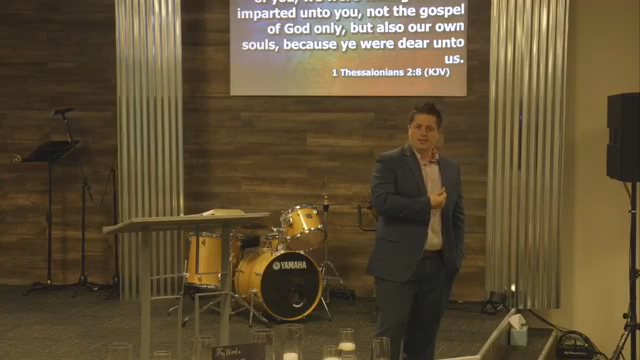 imparted unto you, not the gospel
of God only, but also our own
souls, because ye were dear unto
us.
1 Thessalonians 2:8 (KJV)
YAMAHA